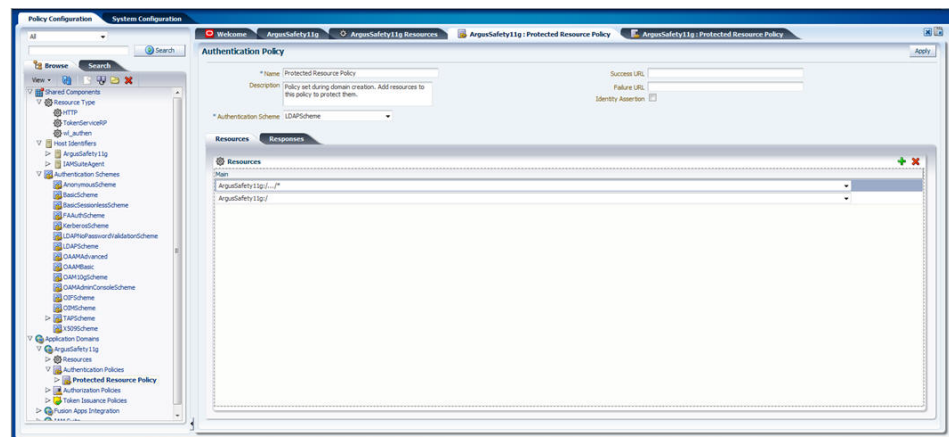 Policy Configuration System Configuration
All
Search
Browse Search
View
Shared Components
Resource Type
HTTP
TokenServiceRP
wl_authen
Host Identifiers
ArgusSafety11g
IAMSuiteAgent
Authentication Schemes
AnonymousScheme
BasicScheme
BasicSessionlessScheme
FAAuthScheme
KerberosScheme
LDAPNoPasswordValidationScheme
LDAPScheme
OAAMAdvanced
OAAMBasic
OAM10gScheme
OAMAdminConsoleScheme
OIFScheme
OIMScheme
TAPScheme
X509Scheme
Application Domains
ArgusSafety11g
Resources
Authentication Policies
Protected Resource Policy
Authorization Policies
Token Issuance Policies
Fusion Apps Integration
IAM Suite
Welcome ArgusSafety11g ArgusSafety11g Resources ArgusSafety11g : Protected Resource Policy ArgusSafety11g : Protected Resource Policy
Authentication Policy Apply
* Name Protected Resource Policy
Description Policy set during domain creation. Add resources to
this policy to protect them.
* Authentication Scheme LDAPScheme
Success URL
Failure URL
Identity Assertion
Resources Responses
Resources
Main
ArgusSafety11g:/.../*
ArgusSafety11g:/